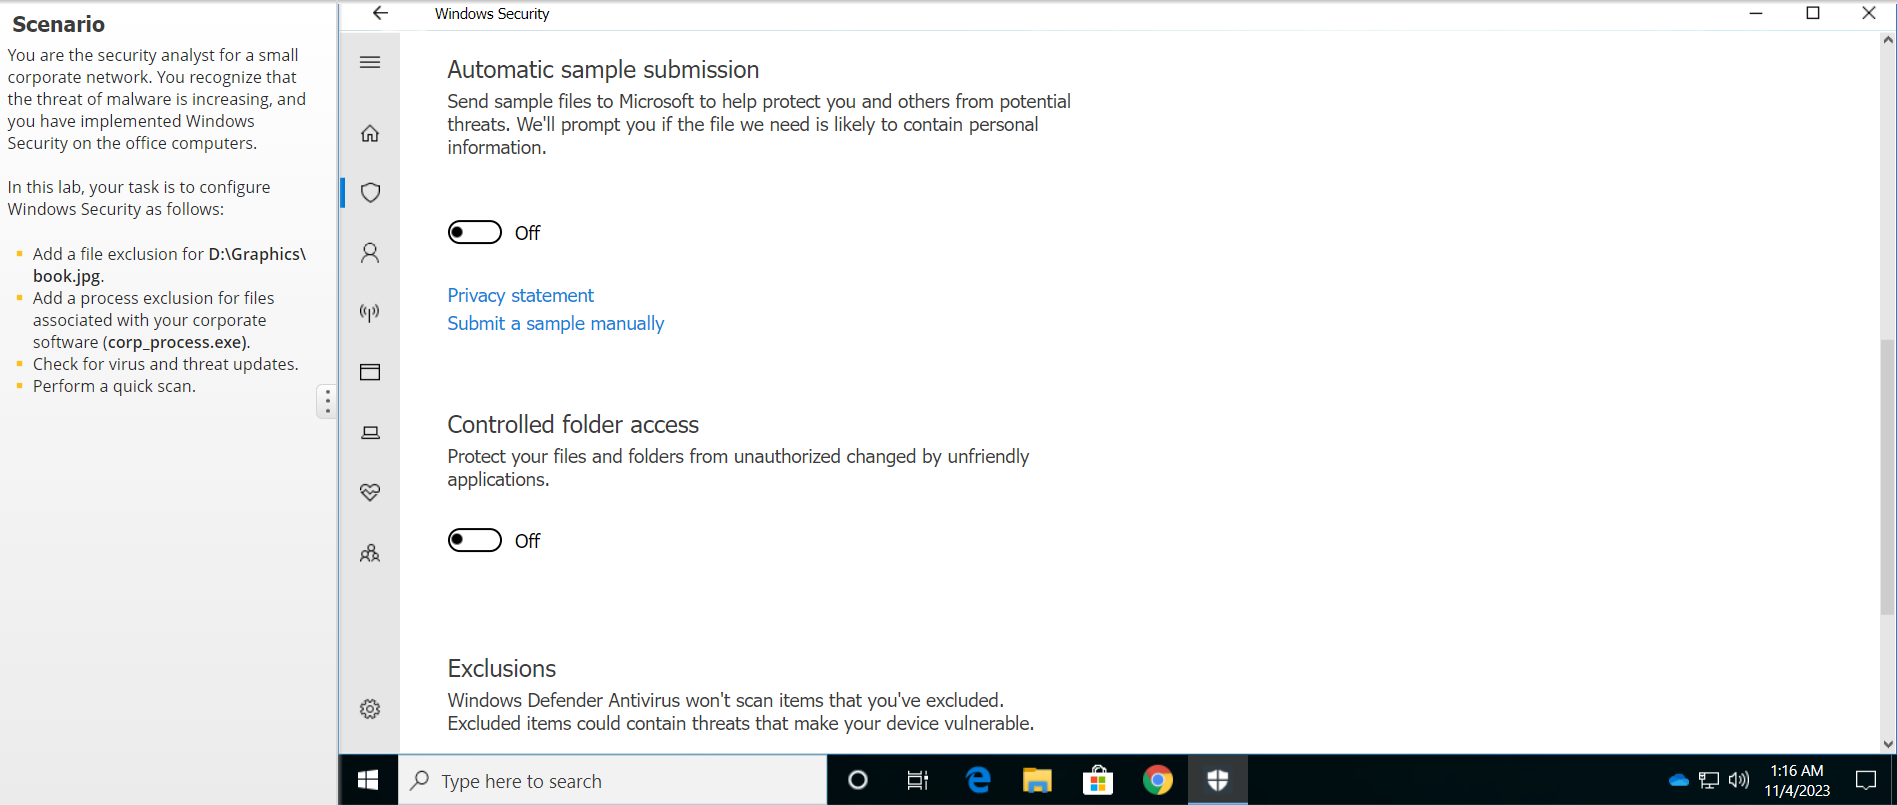 Scenario
You are the security analyst for a small
corporate network. You recognize that
the threat of malware is increasing, and
you have implemented Windows
Security on the office computers.
In this lab, your task is to configure
Windows Security as follows:
Add a file exclusion for D:\Graphics\
book.jpg.
Add a process exclusion for files
associated with your corporate
software (corp_process.exe).
Check for virus and threat updates.
Perform a quick scan.
Windows Security
Automatic sample submission
Send sample files to Microsoft to help protect you and others from potential
threats. We'll prompt you if the file we need is likely to contain personal
information.
Off
Privacy statement
Submit a sample manually
Controlled folder access
Protect your files and folders from unauthorized changed by unfriendly
applications.
Off
Exclusions
Windows Defender Antivirus won't scan items that you've excluded.
Excluded items could contain threats that make your device vulnerable.
Type here to search
1:16 AM
11/4/2023